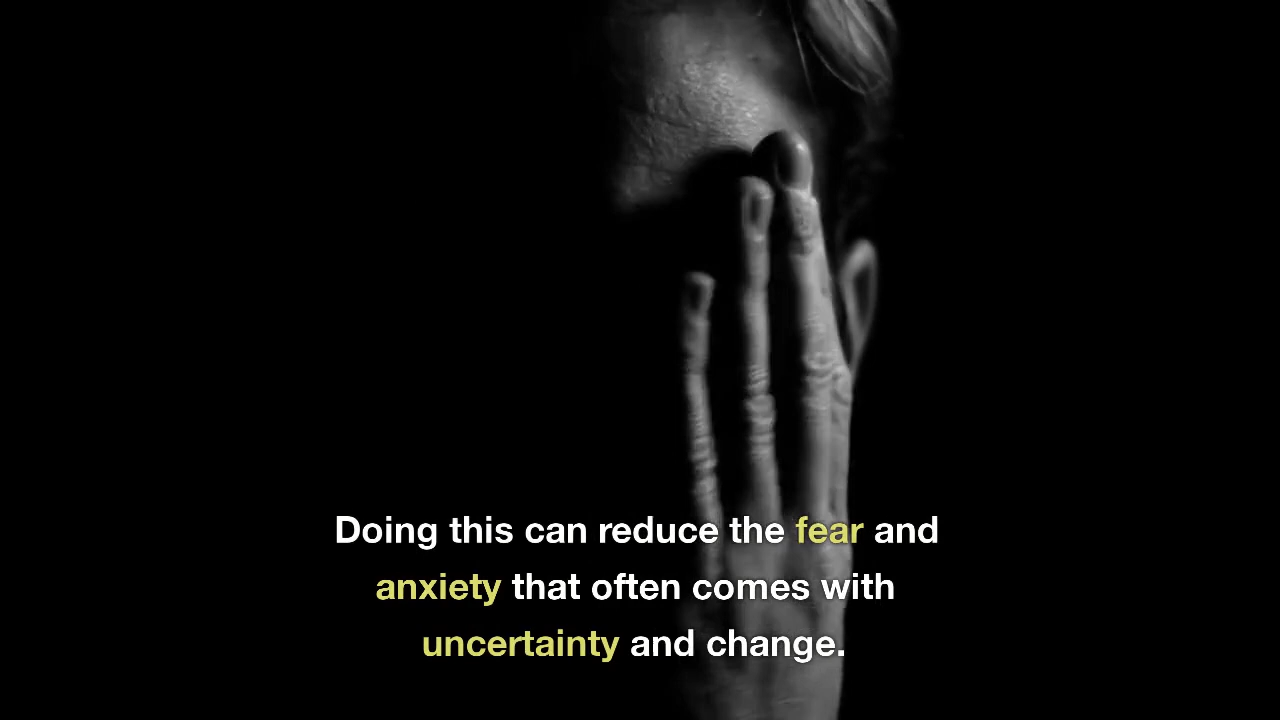 Doing this can reduce the fear and
anxiety that often comes with
uncertainty and change.